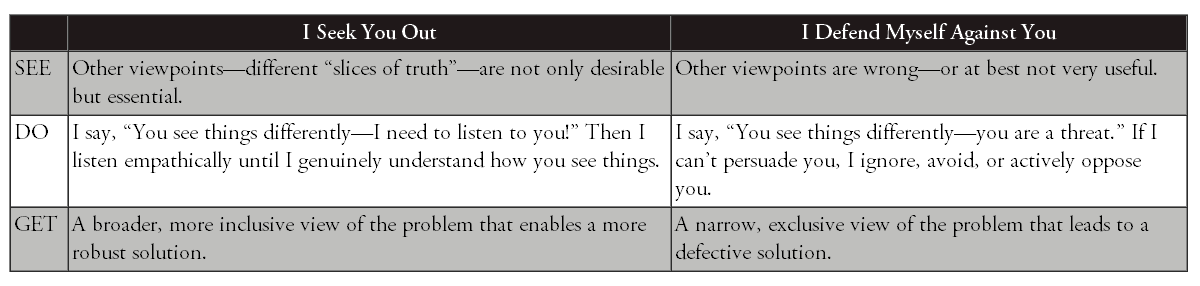 I Seek You Out
I Defend Myself Against You
SEE
Other viewpoints—different “slices of truth”—are not only desirable
but essential.
Other viewpoints are wrong—or at best not very useful.
DO
I say, “You see things differently—I need to listen to you!” Then I
listen empathically until I genuinely understand how you see things.
I say, “You see things differently—you are a threat.” If I
can’t persuade you, I ignore, avoid, or actively oppose
you.
GET
A broader, more inclusive view of the problem that enables a more
robust solution.
A narrow, exclusive view of the problem that leads to a
defective solution.